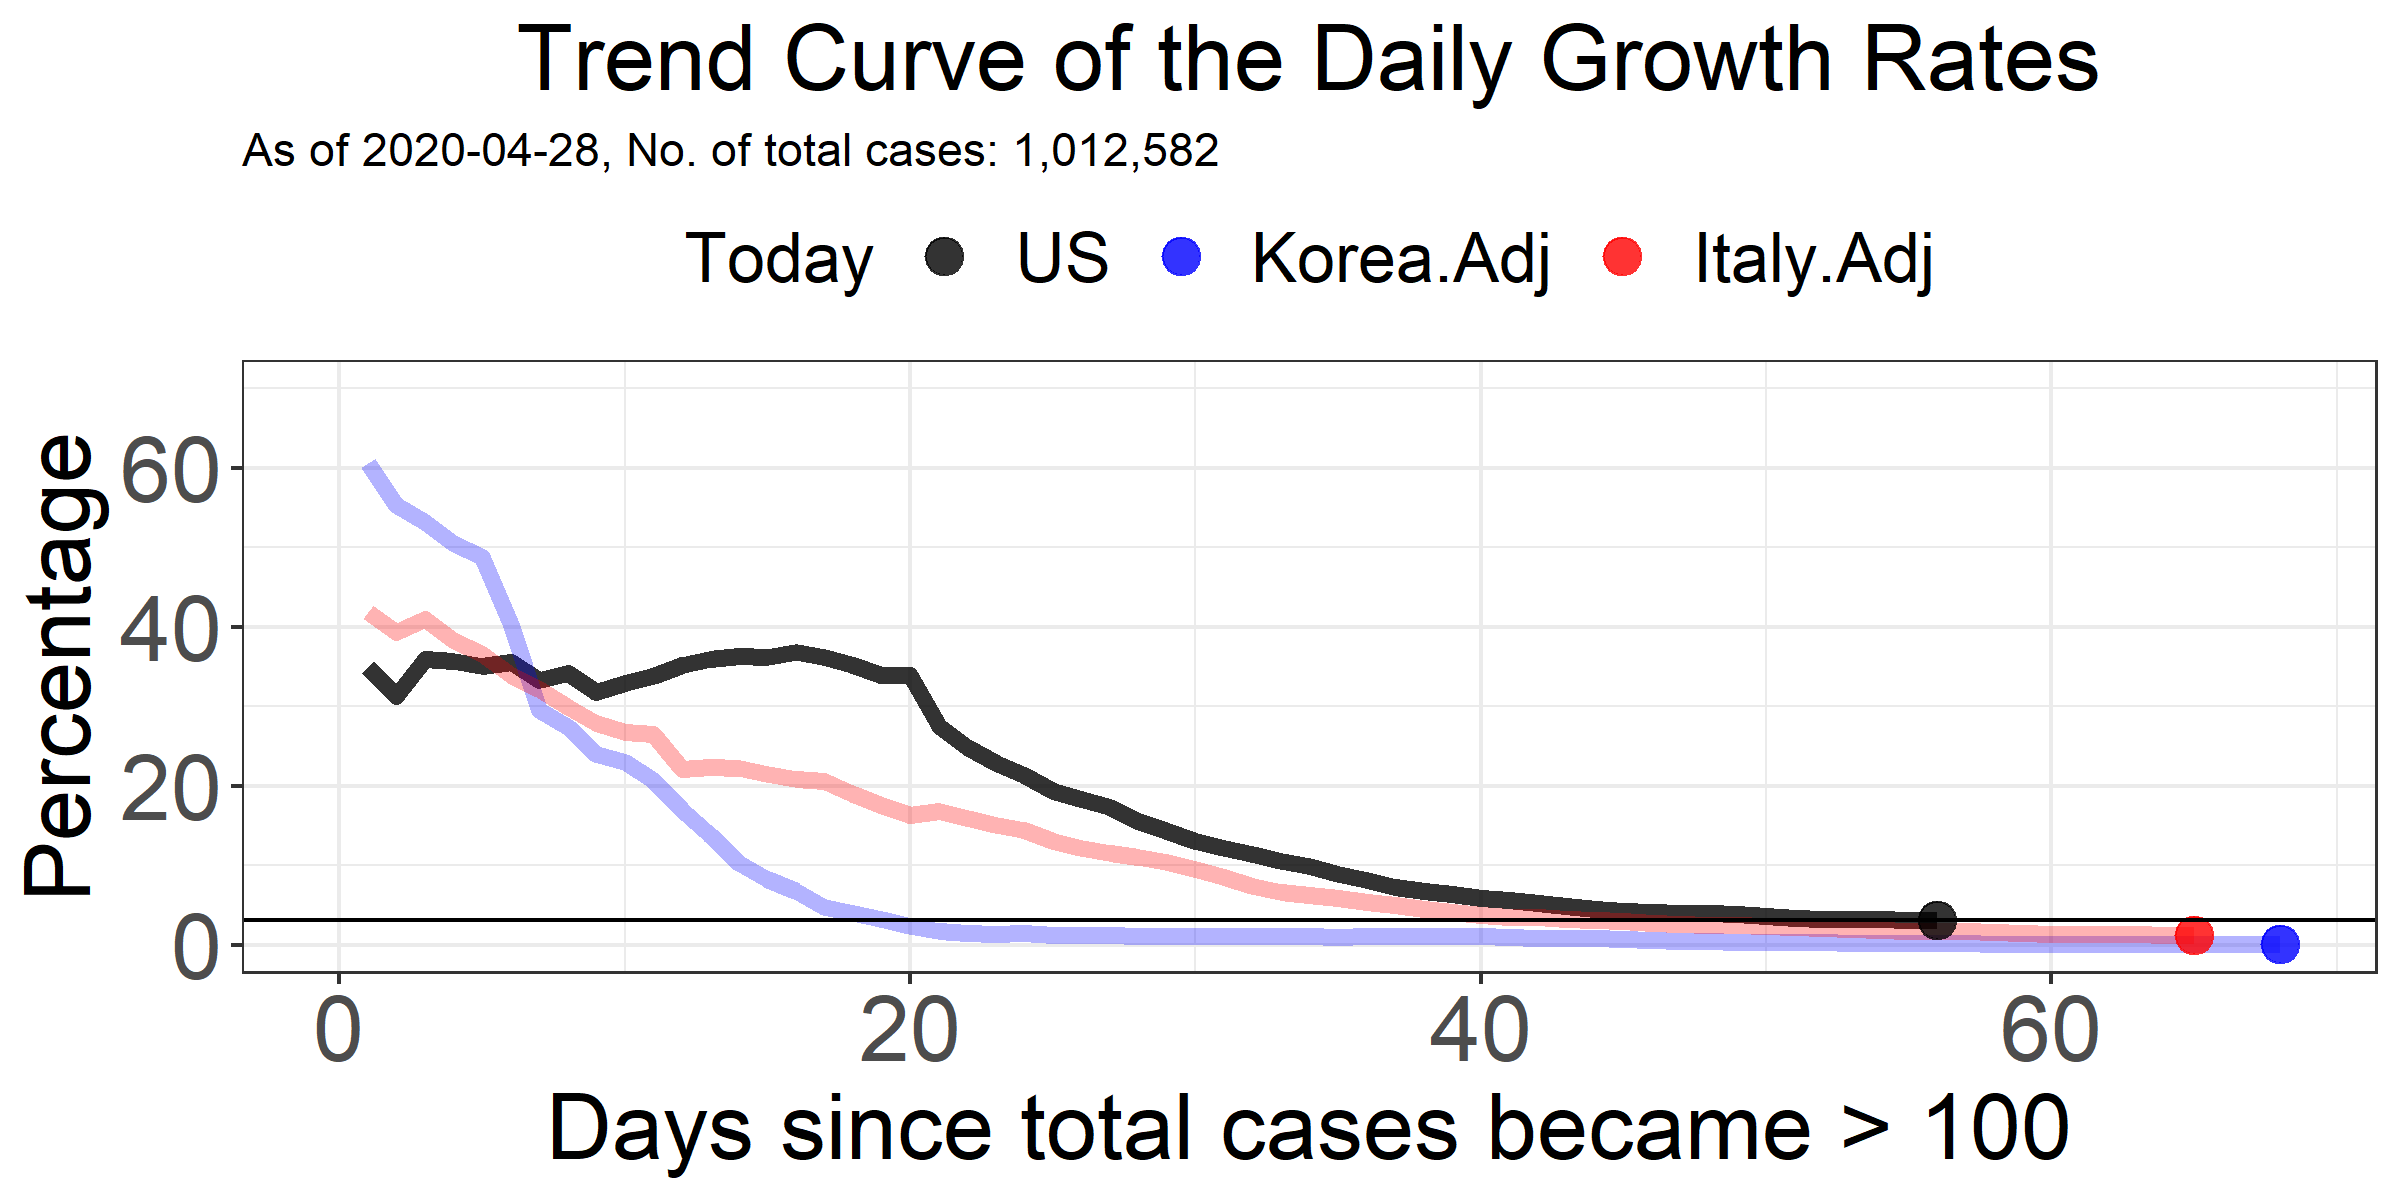 Trend Curve of the Daily Growth Rates
As of 2020-04-28, No. of total cases: 1,012,582
Today US Korea.Adj Italy.Adj
Percentage
60
40
20
0
0 20 40 60
Days since total cases became > 100